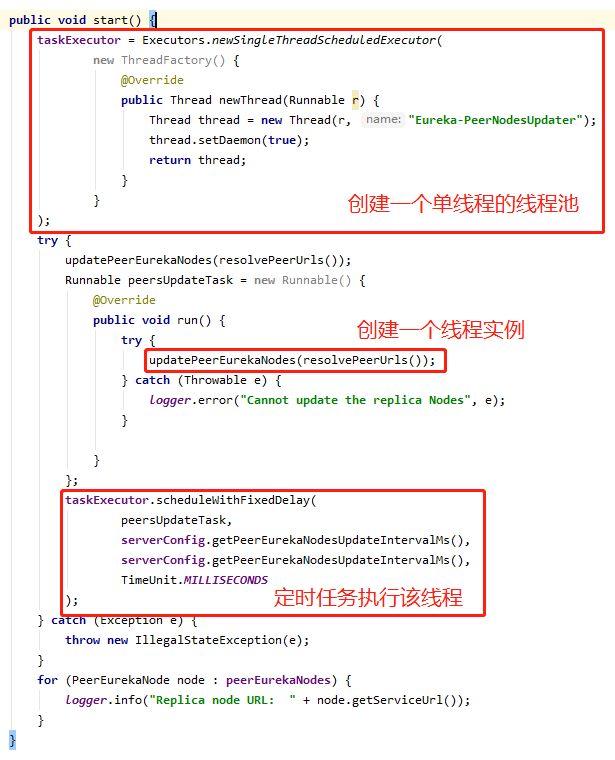 public void start() {
taskExecutor = Executors.newSingleThreadScheduledExecutor(
new ThreadFactory() {
@Override
public Thread newThread(Runnable r) {
Thread thread = new Thread(r, name: "Eureka-PeerNodesUpdater");
thread.setDaemon(true);
return thread;
}
}
创建一个单线程的线程池
);
try {
updatePeerEurekaNodes(resolvePeerUrls());
Runnable peersUpdateTask = new Runnable() {
@Override
public void run() {
创建一个线程实例
try {
updatePeerEurekaNodes(resolvePeerUrls());
} catch (Throwable e) {
logger.error("Cannot update the replica Nodes", e);
}
}
};
taskExecutor.scheduleWithFixedDelay(
peersUpdateTask,
serverConfig.getPeerEurekaNodesUpdateIntervalMs(),
serverConfig.getPeerEurekaNodesUpdateIntervalMs(),
TimeUnit.MILLISECONDS
); 定时任务执行该线程
} catch (Exception e) {
throw new IllegalStateException(e);
}
for (PeerEurekaNode node : peerEurekaNodes) {
logger.info("Replica node URL:  " + node.getServiceUrl());
}
}